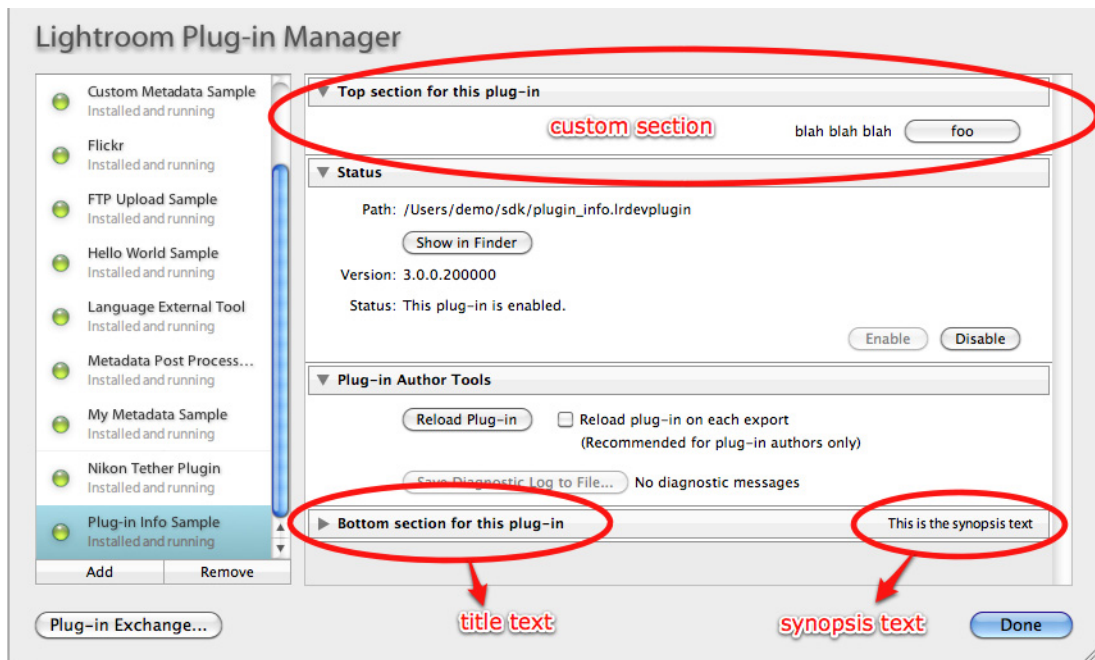 Lightroom Plug-in Manager
Custom Metadata Sample
Installed and running
Flickr
Installed and running
FTP Upload Sample
Installed and running
Hello World Sample
Installed and running
Language External Tool
Installed and running
Metadata Post Process...
Installed and running
My Metadata Sample
Installed and running
Nikon Tether Plugin
Installed and running
Plug-in Info Sample
Installed and running
Add Remove
Plug-in Exchange...
Top section for this plug-in
custom section
blah blah blah foo
Status
Path: /Users/demo/sdk/plugin_info.lrdevplugin
Show in Finder
Version: 3.0.0.200000
Status: This plug-in is enabled.
Enable Disable
Plug-in Author Tools
Reload Plug-in Reload plug-in on each export
(Recommended for plug-in authors only)
Save Diagnostic Log to File... No diagnostic messages
Bottom section for this plug-in This is the synopsis text
title text synopsis text
Done